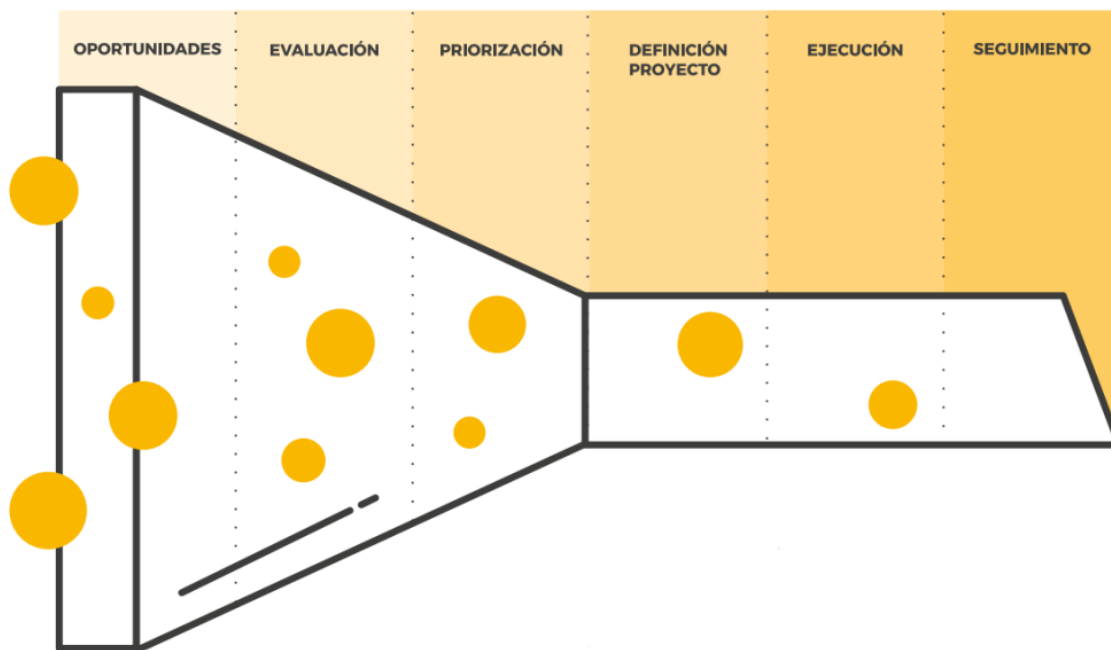 OPORTUNIDADES
EVALUACIÓN
PRIORIZACIÓN
DEFINICIÓN
PROYECTO
EJECUCIÓN
SEGUIMIENTO